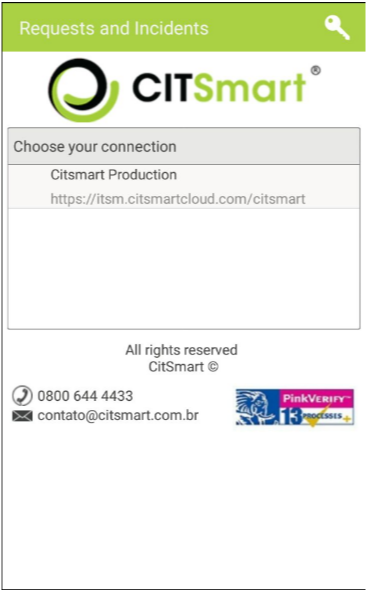 Requests and Incidents
CITSmart®
Choose your connection
Citsmart Production
https://itsm.citsmartcloud.com/citsmart
All rights reserved
CitSmart ©
0800 644 4433
contato@citsmart.com.br
PINKVERIFY™
13 PROCESSES +